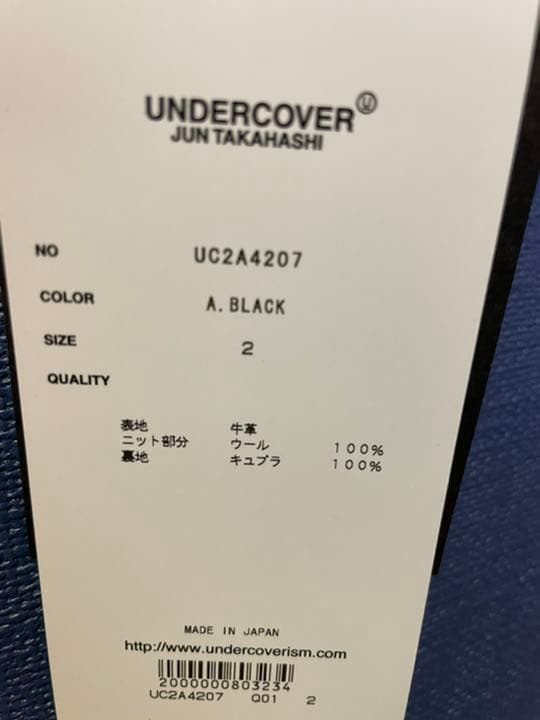 UNDERCOVER Ⓤ
JUN TAKAHASHI
NO UC2A4207
COLOR A.BLACK
SIZE 2
QUALITY
表地 牛革
ニット部分 ウール 100%
裏地 キュプラ 100%
MADE IN JAPAN
http://www.undercoverism.com
2000000803234
UC2A4207 Q01 2